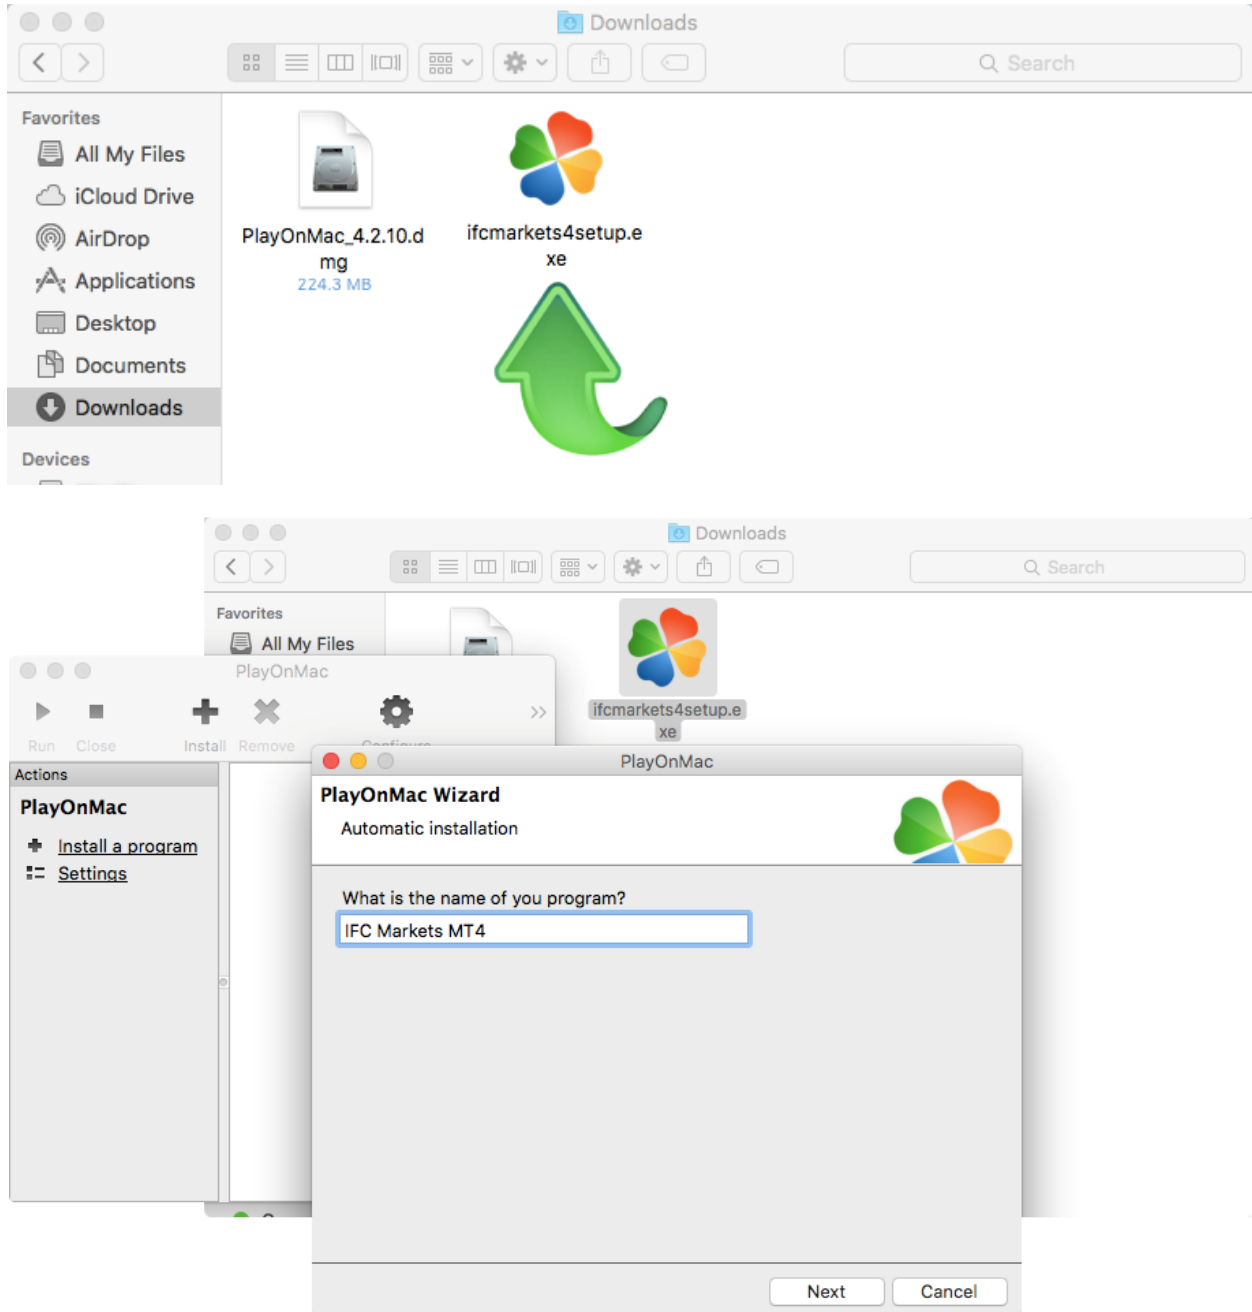 Downloads
Search
Favorites
All My Files
iCloud Drive
AirDrop
Applications
Desktop
Documents
Downloads
Devices
PlayOnMac_4.2.10.d
mg
224.3 MB
ifcmarkets4setup.e
xe
Downloads
Search
Favorites
All My Files
ifcmarkets4setup.e
xe
PlayOnMac
Run
Close
Install
Remove
Configure
Actions
PlayOnMac
Install a program
Settings
PlayOnMac
PlayOnMac Wizard
Automatic installation
What is the name of you program?
IFC Markets MT4
Next
Cancel